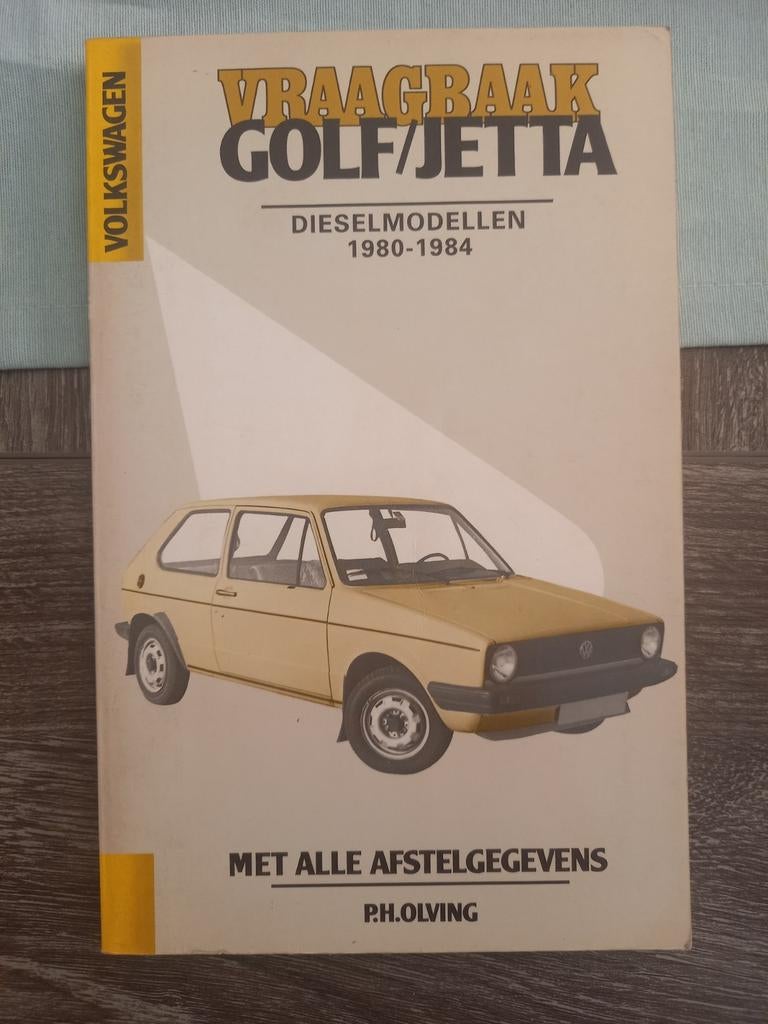 VOLKSWAGEN
VRAAGBAAK
GOLF/JETTA
DIESELMODELLEN
1980-1984
MET ALLE AFSTELGEGEVENS
P.H.OLVING